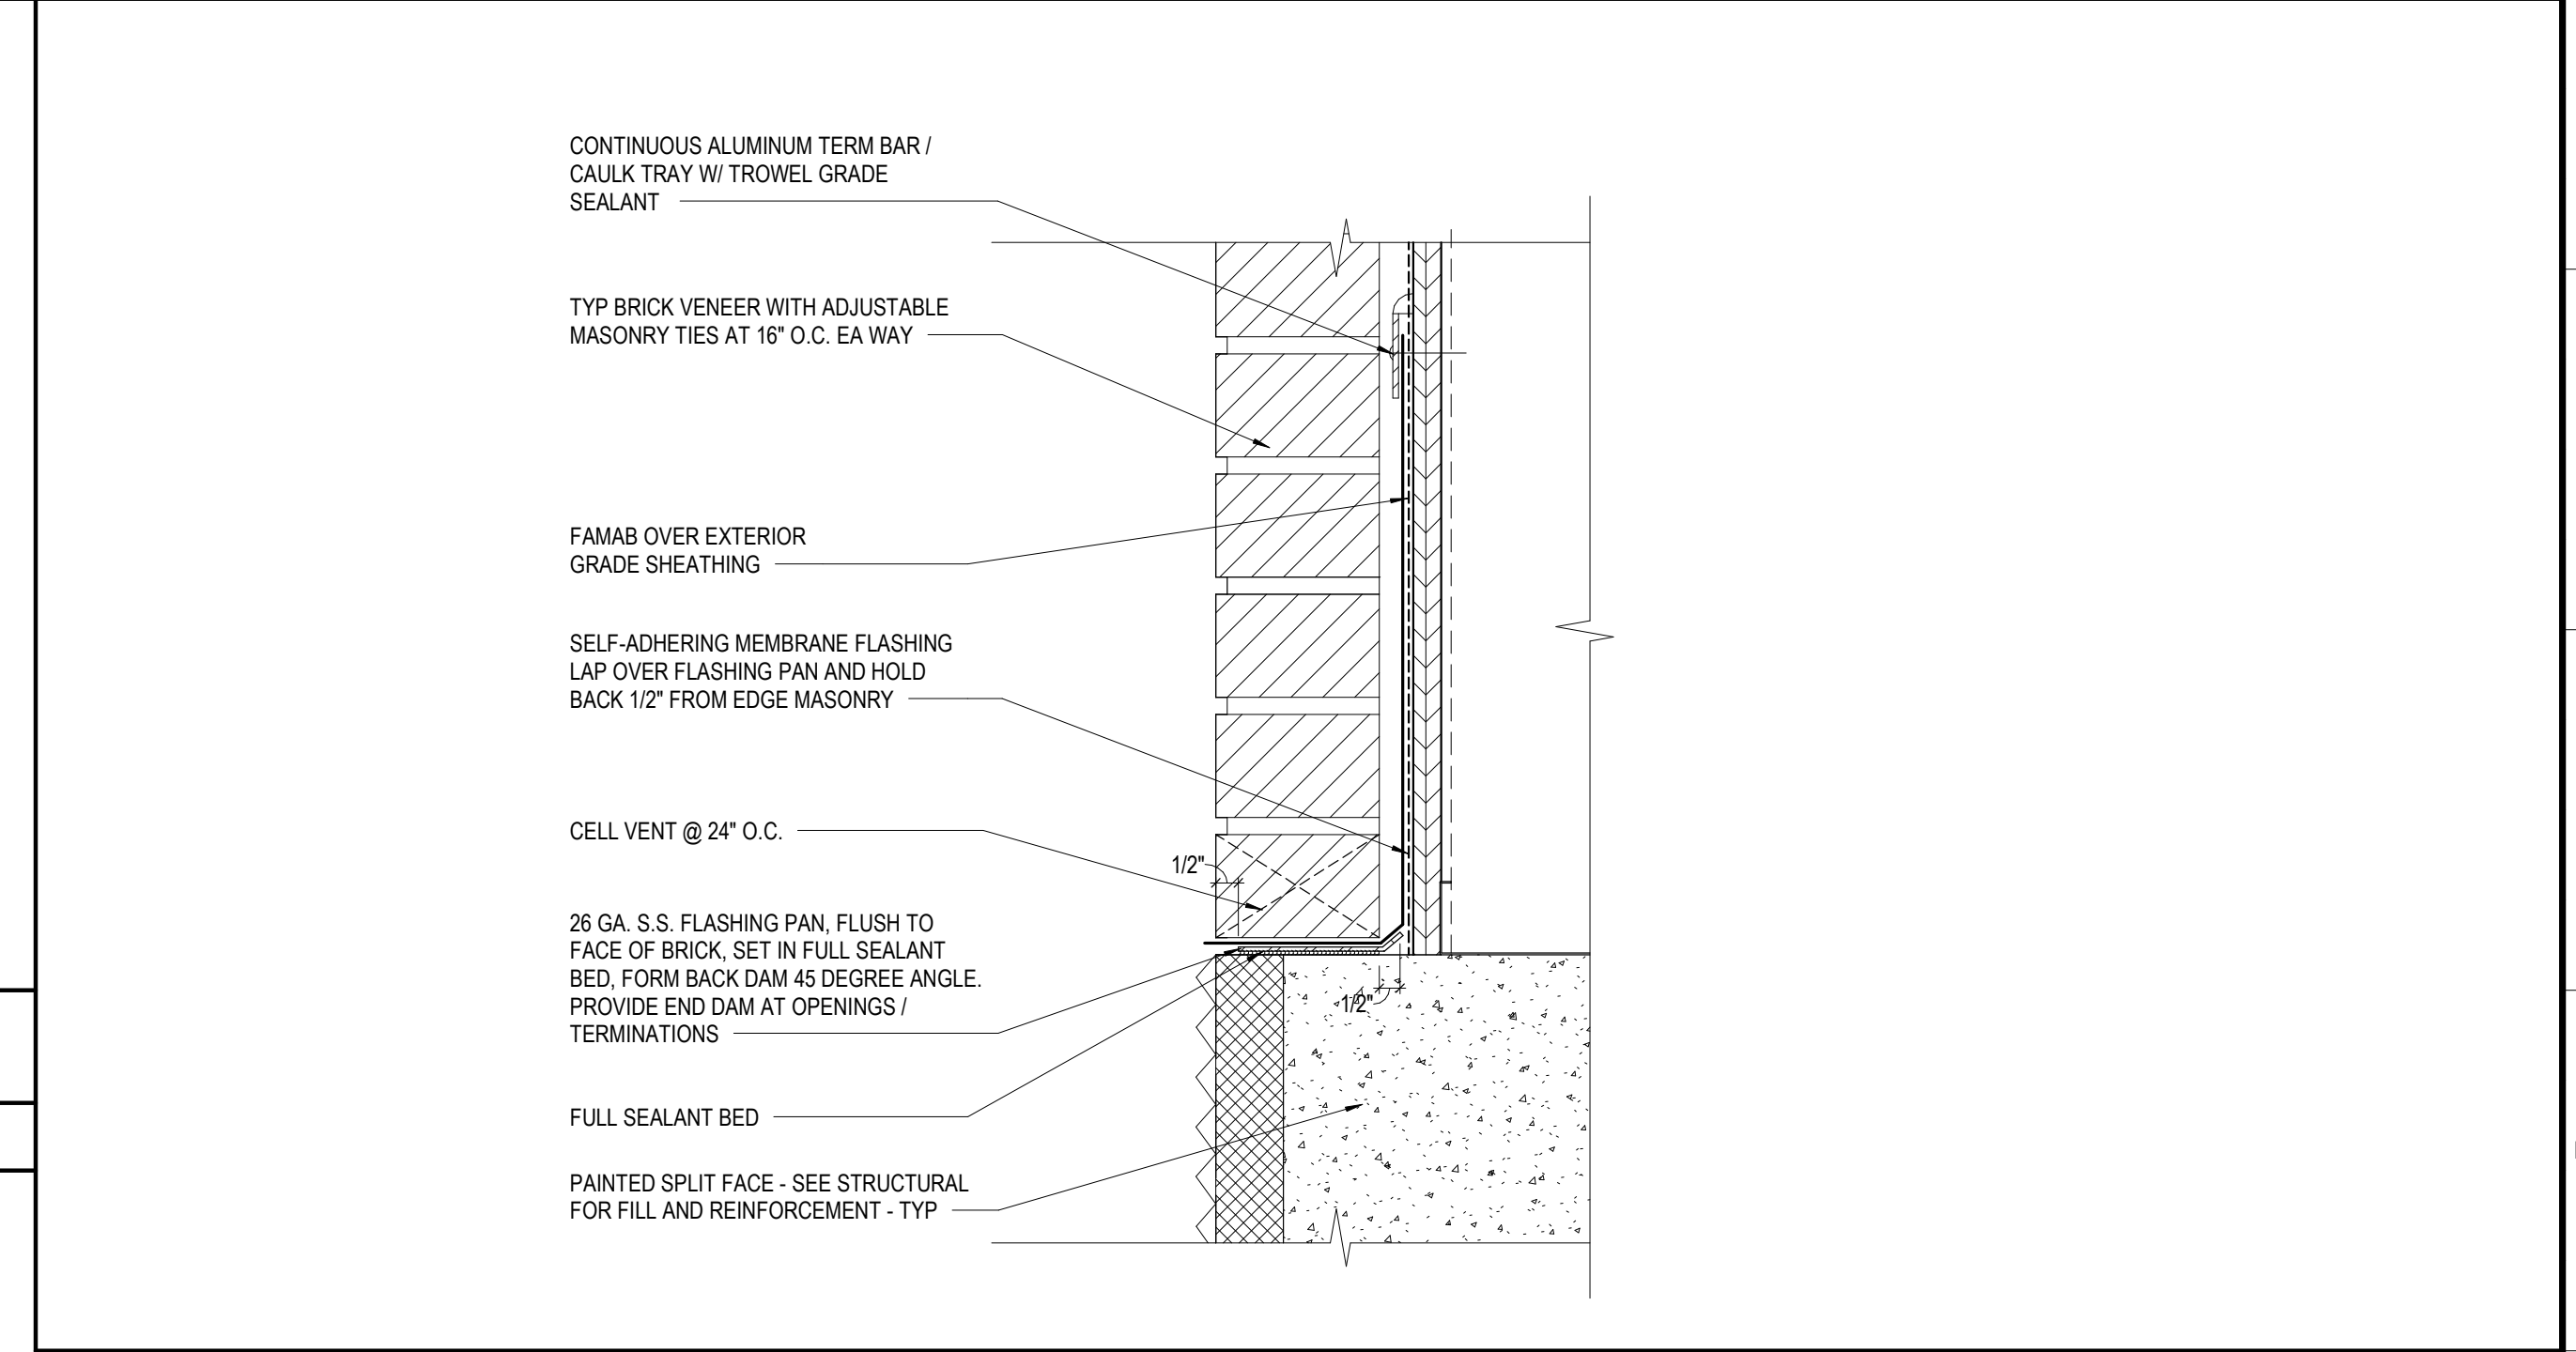 CONTINUOUS ALUMINUM TERM BAR /
CAULK TRAY W/ TROWEL GRADE
SEALANT
TYP BRICK VENEER WITH ADJUSTABLE
MASONRY TIES AT 16" O.C. EA WAY
FAMAB OVER EXTERIOR
GRADE SHEATHING
SELF-ADHERING MEMBRANE FLASHING
LAP OVER FLASHING PAN AND HOLD
BACK 1/2" FROM EDGE MASONRY
CELL VENT @ 24" O.C.
1/2"
26 GA. S.S. FLASHING PAN, FLUSH TO
FACE OF BRICK, SET IN FULL SEALANT
BED, FORM BACK DAM 45 DEGREE ANGLE.
PROVIDE END DAM AT OPENINGS /
TERMINATIONS
1/2"
FULL SEALANT BED
PAINTED SPLIT FACE - SEE STRUCTURAL
FOR FILL AND REINFORCEMENT - TYP